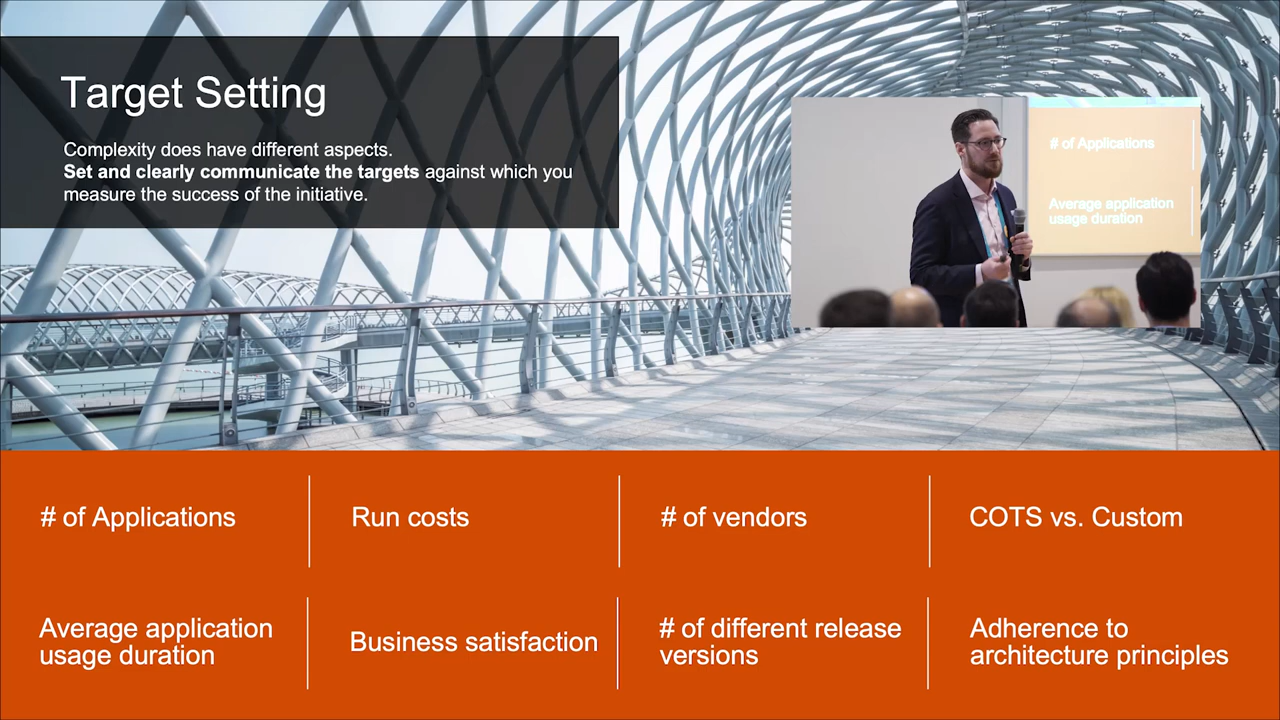 Target Setting
Complexity does have different aspects.
Set and clearly communicate the targets against which you
measure the success of the initiative.
# of Applications
Average application
usage duration
# of Applications
Run costs
# of vendors
COTS vs. Custom
Average application
usage duration
Business satisfaction
# of different release
versions
Adherence to
architecture principles